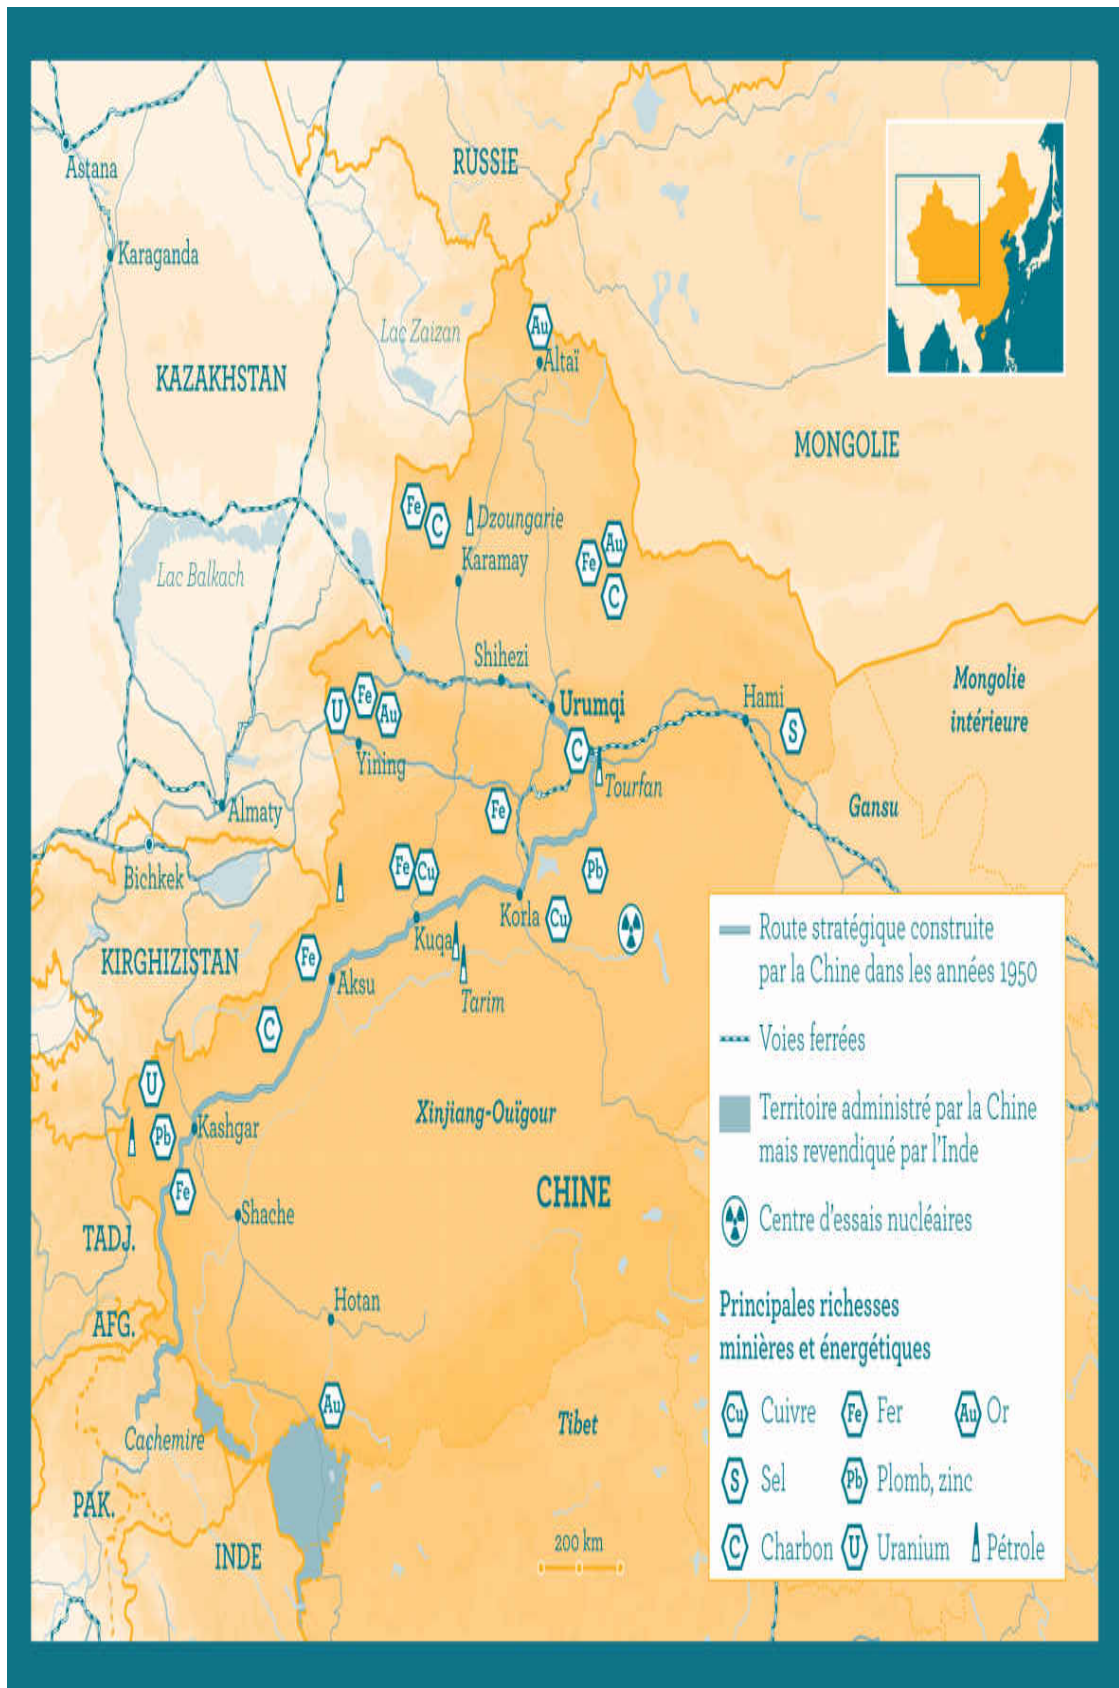 RUSSIE
Astana
Karaganda
Lac Zaizan
Au
Altaï
KAZAKHSTAN
MONGOLIE
Fe
C
Dzoungarie
Karamay
Au
Fe
C
Lac Balkach
Shihezi
Urumqi
Mongolie
intérieure
Hami
S
U
Fe
Au
Yining
C
Tourfan
Gansu
Almaty
Fe
Bichkek
Fe
Cu
Pb
Korla
Cu
Kuqa
KIRGHIZISTAN
Fe
Aksu
Tarim
C
U
Pb
Kashgar
Xinjiang-Ouïgour
Fe
CHINE
Shache
TADJ.
Hotan
AFG.
Au
Cachemire
Tibet
PAK.
INDE
200 km
Route stratégique construite
par la Chine dans les années 1950
Voies ferrées
Territoire administré par la Chine
mais revendiqué par l'Inde
Centre d'essais nucléaires
Principales richesses
minières et énergétiques
Cu Cuivre Fe Fer Au Or
S Sel Pb Plomb, zinc
C Charbon U Uranium Pétrole